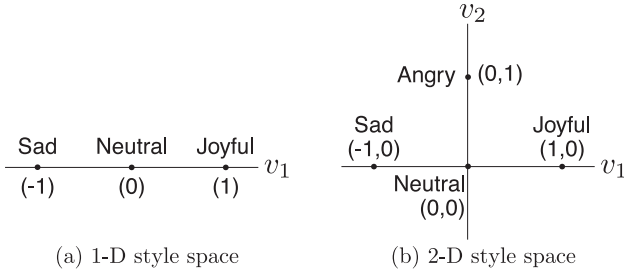 Sad Neutral Joyful
(-1) (0) (1) v1
(a) 1-D style space
v2
Angry (0,1)
Sad Joyful
(-1,0) (1,0) v1
Neutral
(0,0)
(b) 2-D style space